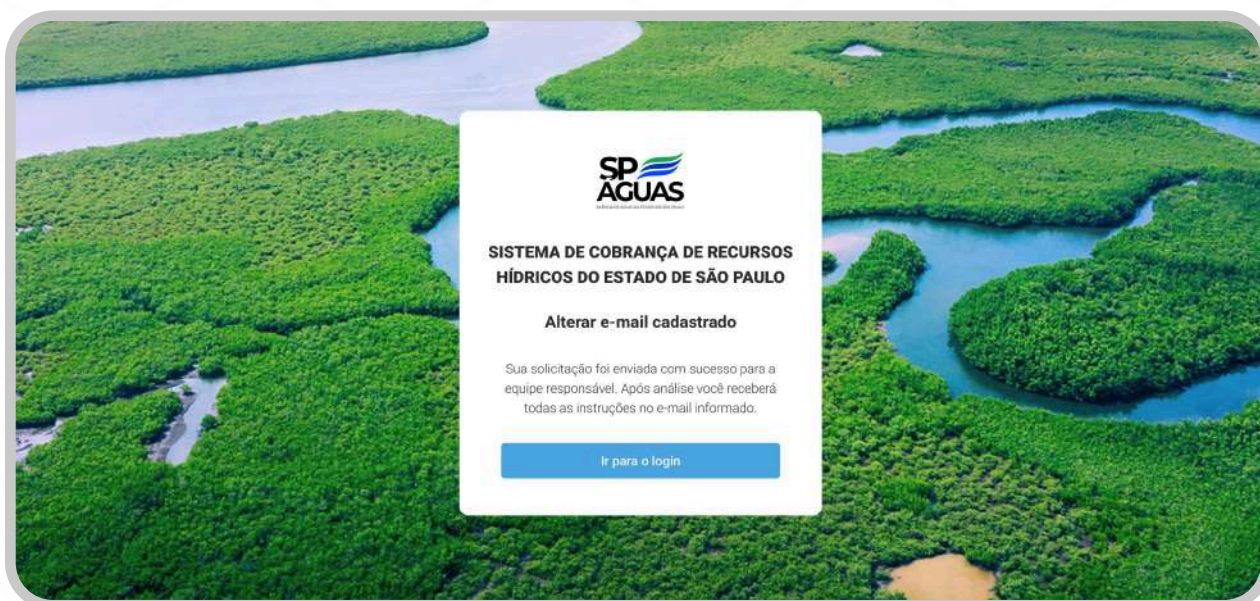 SP
ÁGUAS
SISTEMA DE COBRANÇA DE RECURSOS
HÍDRICOS DO ESTADO DE SÃO PAULO
Alterar e-mail cadastrado
Sua solicitação foi enviada com sucesso para a
equipe responsável. Após análise você receberá
todas as instruções no e-mail informado.
Ir para o login